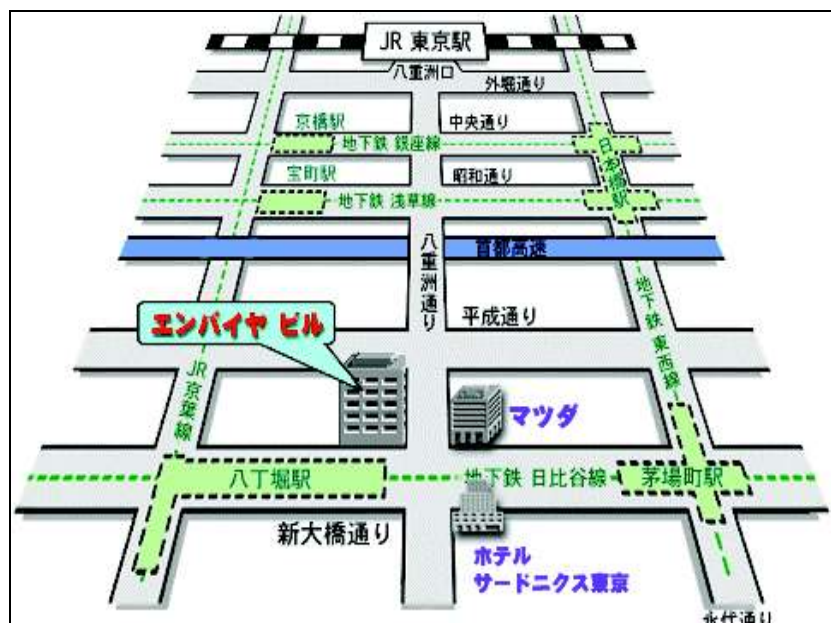 JR 東京駅
八重洲口
外堀通り
京橋駅
中央通り
地下鉄 銀座線
日本橋駅
宝町駅
昭和通り
地下鉄 浅草線
首都高速
八重洲通り
平成通り
エンパイヤ ビル
地下鉄 東西線
JR 京葉線
マツダ
八丁堀駅
地下鉄 日比谷線
茅場町駅
新大橋通り
ホテル
サードニクス東京
永代通り